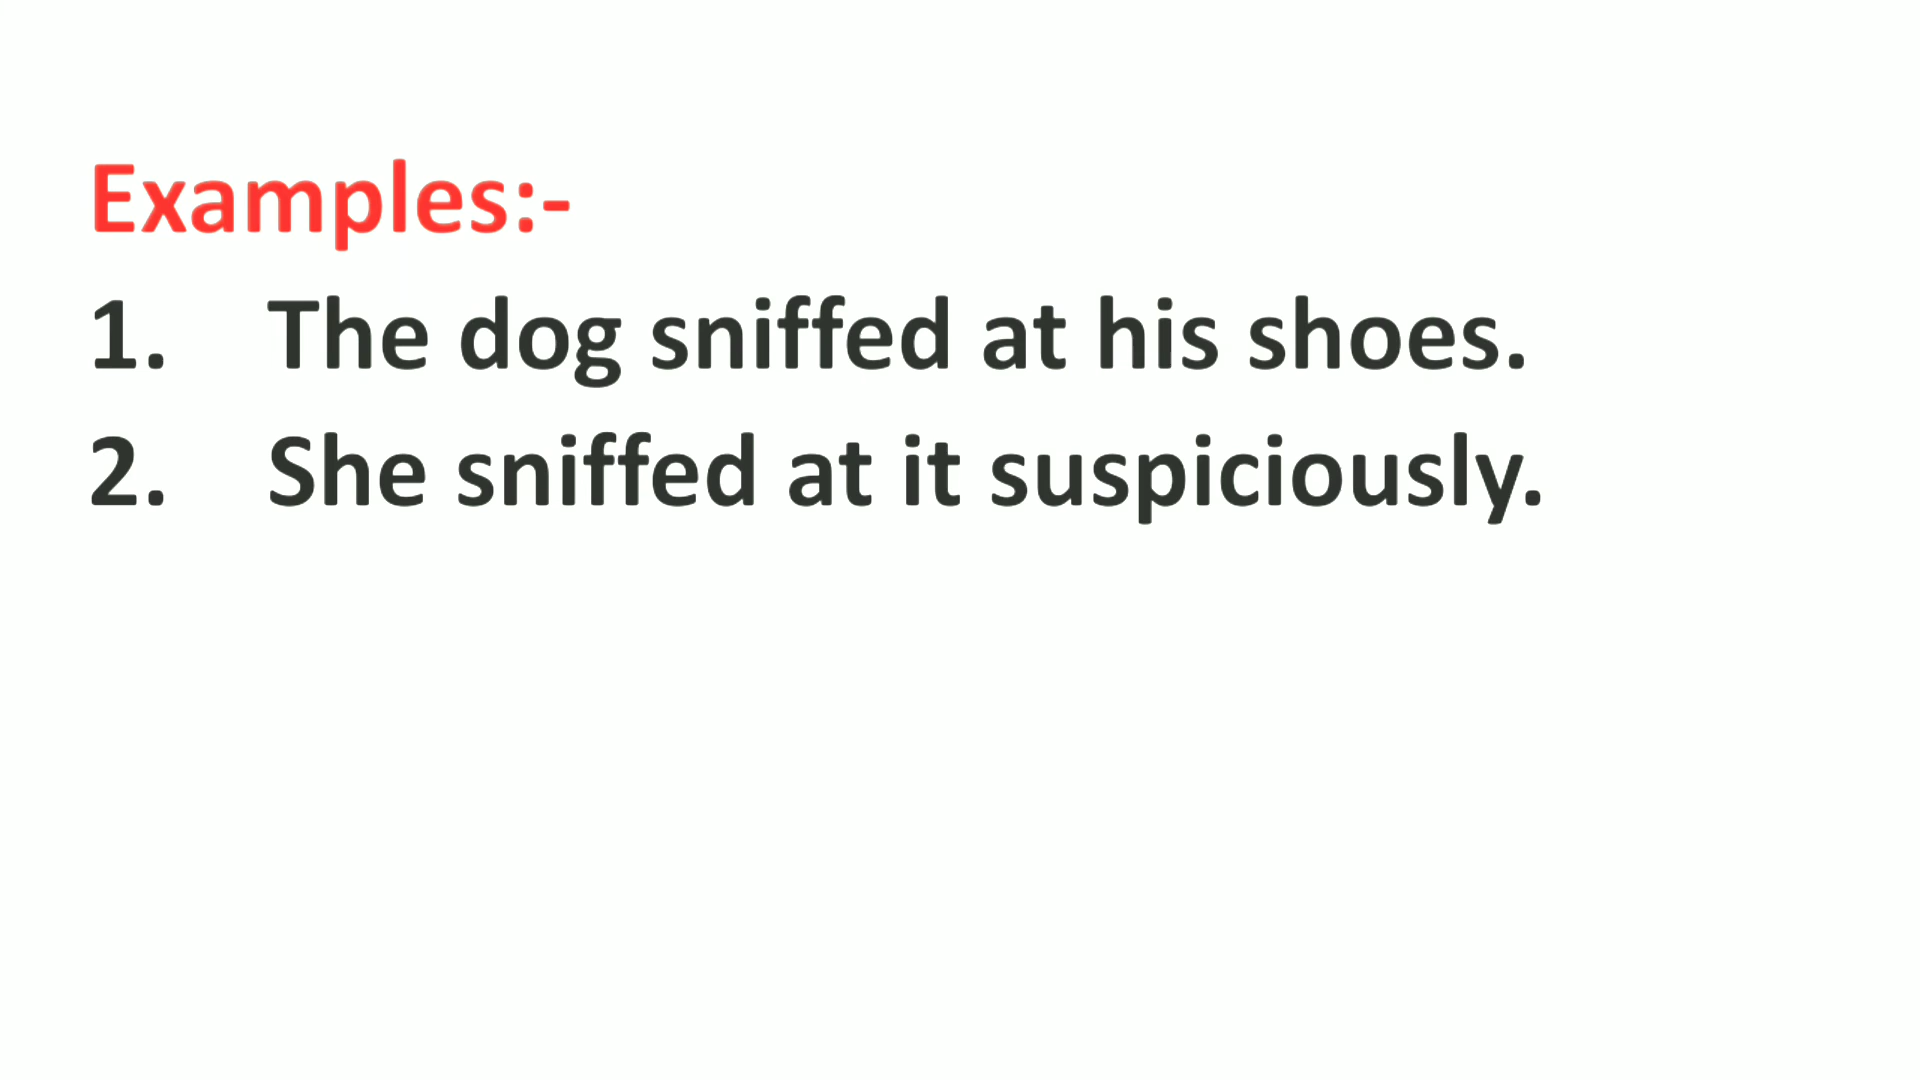 Examples:-
1. The dog sniffed at his shoes.
2. She sniffed at it suspiciously.